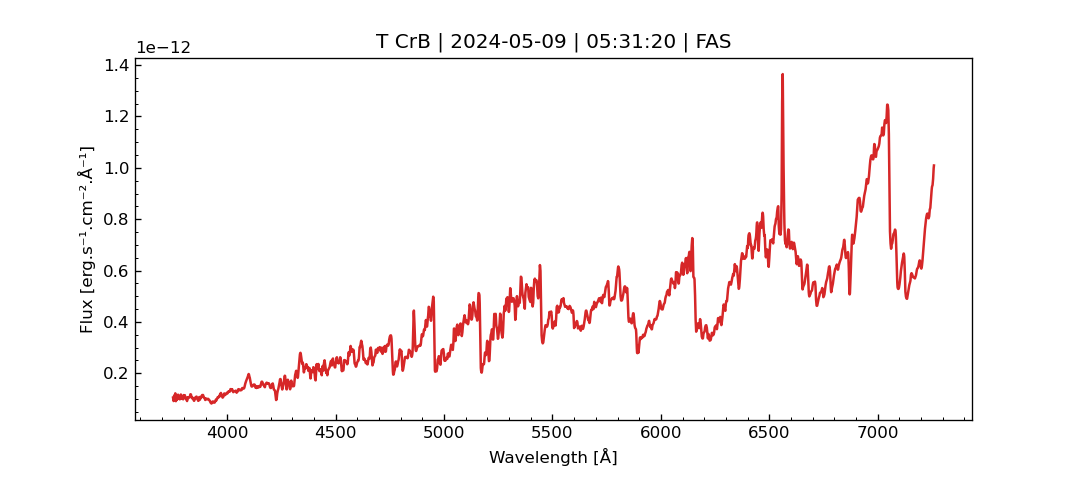 T CrB | 2024-05-09 | 05:31:20 | FAS
1e−12
1.4
1.2
1.0
0.8
0.6
0.4
0.2
Flux [erg.s⁻¹.cm⁻².Å⁻¹]
4000 4500 5000 5500 6000 6500 7000
Wavelength [Å]